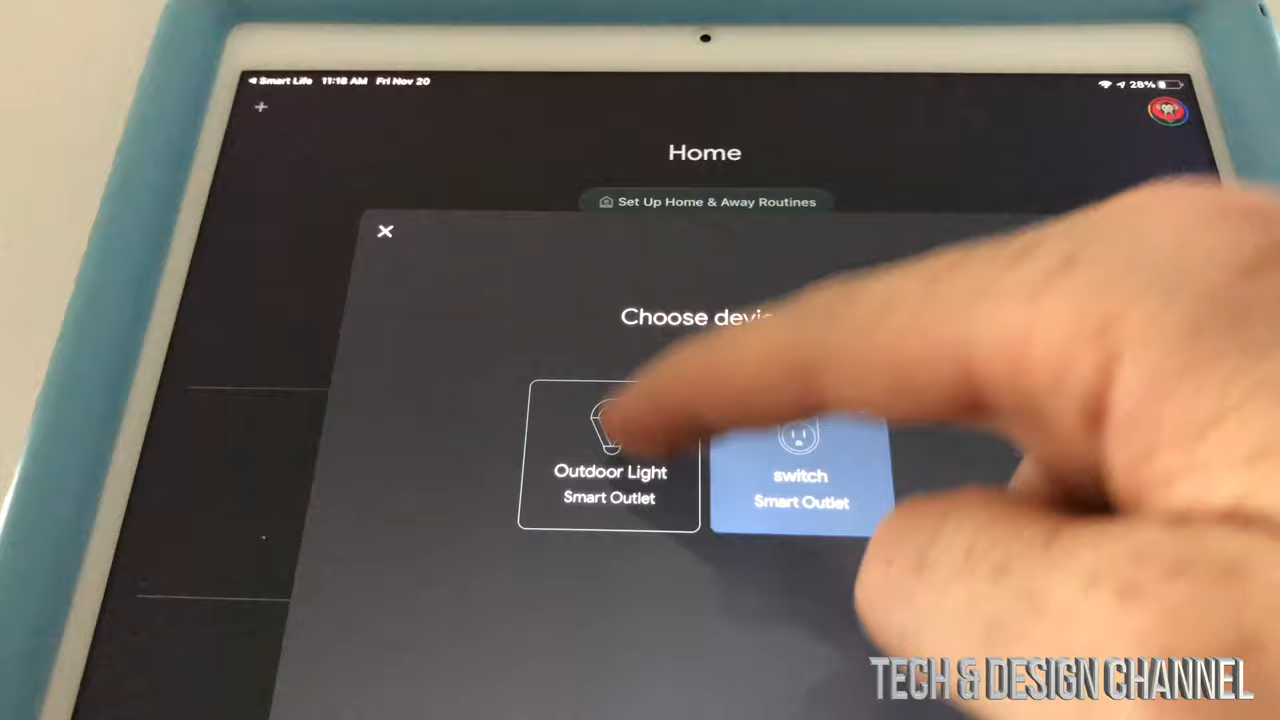 Smart Life 11:18 AM Fri Nov 20
28%
Home
Set Up Home & Away Routines
Choose
Outdoor Light
Smart Outlet
switch
Smart Outlet
TECH & DESIGN CHANNEL